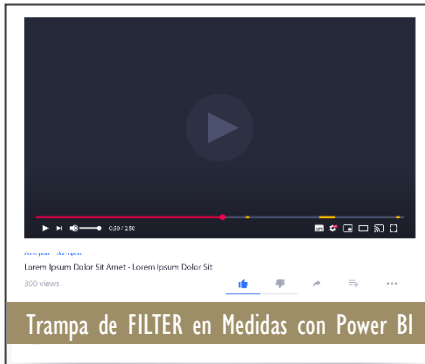 0:50 / 2:50
Lorem Ipsum Dolor Sit Amet - Lorem Ipsum Dolor Sit
300 views
Trampa de FILTER en Medidas con Power BI